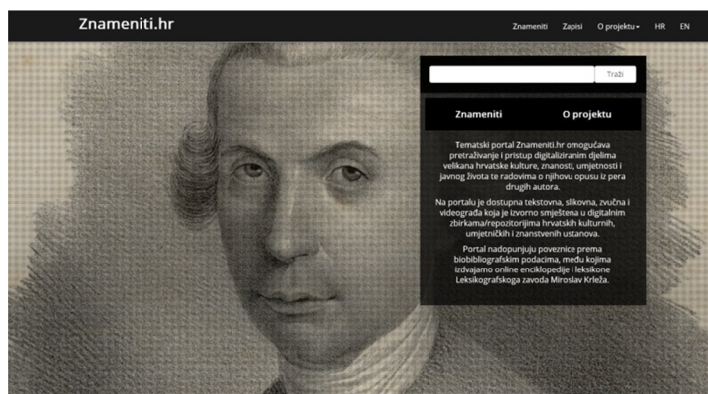 Znameniti.hr
Znameniti Zapisi O projektu HR EN
Traži
Znameniti O projektu
Tematski portal Znameniti.hr omogućava
pretraživanje i pristup digitaliziranim djelima
velikana hrvatske kulture, znanosti, umjetnosti i
javnog života te radovima o njihovu opusu iz pera
drugih autora.
Na portalu je dostupna tekstovna, slikovna, zvučna i
videograđa koja je izvorno smještena u digitalnim
zbirkama/repozitorijima hrvatskih kulturnih,
umjetničkih i znanstvenih ustanova.
Portal nadopunjuju poveznice prema
biobibliografskim podacima, među kojima
izdvajamo online enciklopedije i leksikone
Leksikografskoga zavoda Miroslav Krleža.